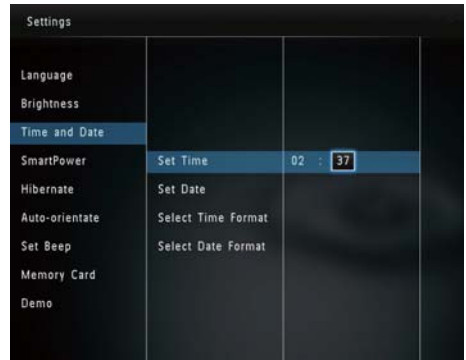 Settings
Language
Brightness
Time and Date
SmartPower
Set Time
02 : 37
Hibernate
Set Date
Auto-orientate
Select Time Format
Set Beep
Select Date Format
Memory Card
Demo